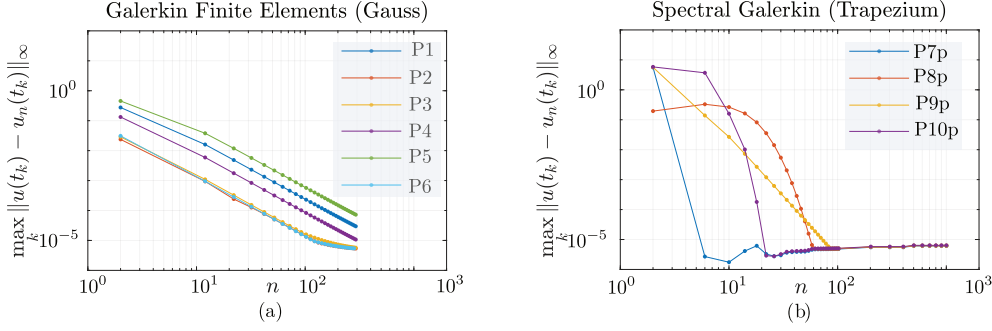 Galerkin Finite Elements (Gauss)
max_k ‖u(t_k) − u_n(t_k)‖_∞
10^0
10^{-5}
P1
P2
P3
P4
P5
P6
10^0 10^1 n 10^2 10^3
(a)
Spectral Galerkin (Trapezium)
max_k ‖u(t_k) − u_n(t_k)‖_∞
10^0
10^{-5}
P7p
P8p
P9p
P10p
10^0 10^1 n 10^2 10^3
(b)